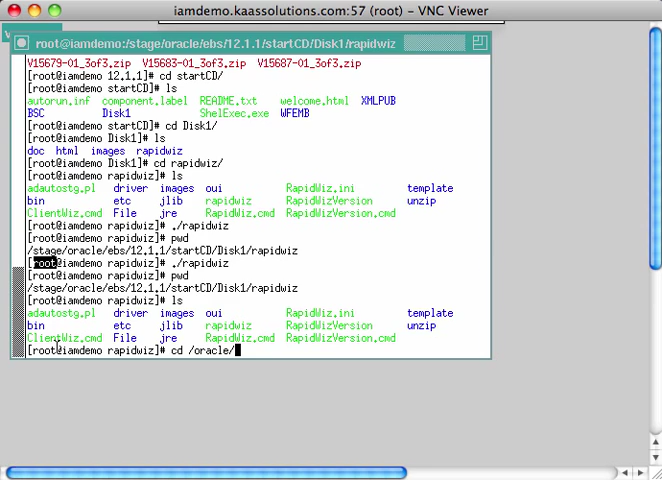 iamdemo.kaassolutions.com:57 (root) - VNC Viewer
root@iamdemo:/stage/oracle/ebs/12.1.1/startCD/Disk1/rapidwiz
V15679-01_3of3.zip V15683-01_3of3.zip V15687-01_3of3.zip
[root@iamdemo 12.1.1]# cd startCD/
[root@iamdemo startCD]# ls
autorun.inf component.label README.txt welcome.html XMLPUB
BSC Disk1 ShelExec.exe WFEMB
[root@iamdemo startCD]# cd Disk1/
[root@iamdemo Disk1]# ls
doc html images rapidwiz
[root@iamdemo Disk1]# cd rapidwiz/
[root@iamdemo rapidwiz]# ls
adautostg.pl driver images oui RapidWiz.ini template
bin etc jlib rapidwiz RapidWizVersion unzip
ClientWiz.cmd File jre RapidWiz.cmd RapidWizVersion.cmd
[root@iamdemo rapidwiz]# ./rapidwiz
[root@iamdemo rapidwiz]# pwd
/stage/oracle/ebs/12.1.1/startCD/Disk1/rapidwiz
[root@iamdemo rapidwiz]# ./rapidwiz
[root@iamdemo rapidwiz]# pwd
/stage/oracle/ebs/12.1.1/startCD/Disk1/rapidwiz
[root@iamdemo rapidwiz]# ls
adautostg.pl driver images oui RapidWiz.ini template
bin etc jlib rapidwiz RapidWizVersion unzip
ClientWiz.cmd File jre RapidWiz.cmd RapidWizVersion.cmd
[root@iamdemo rapidwiz]# cd /oracle/